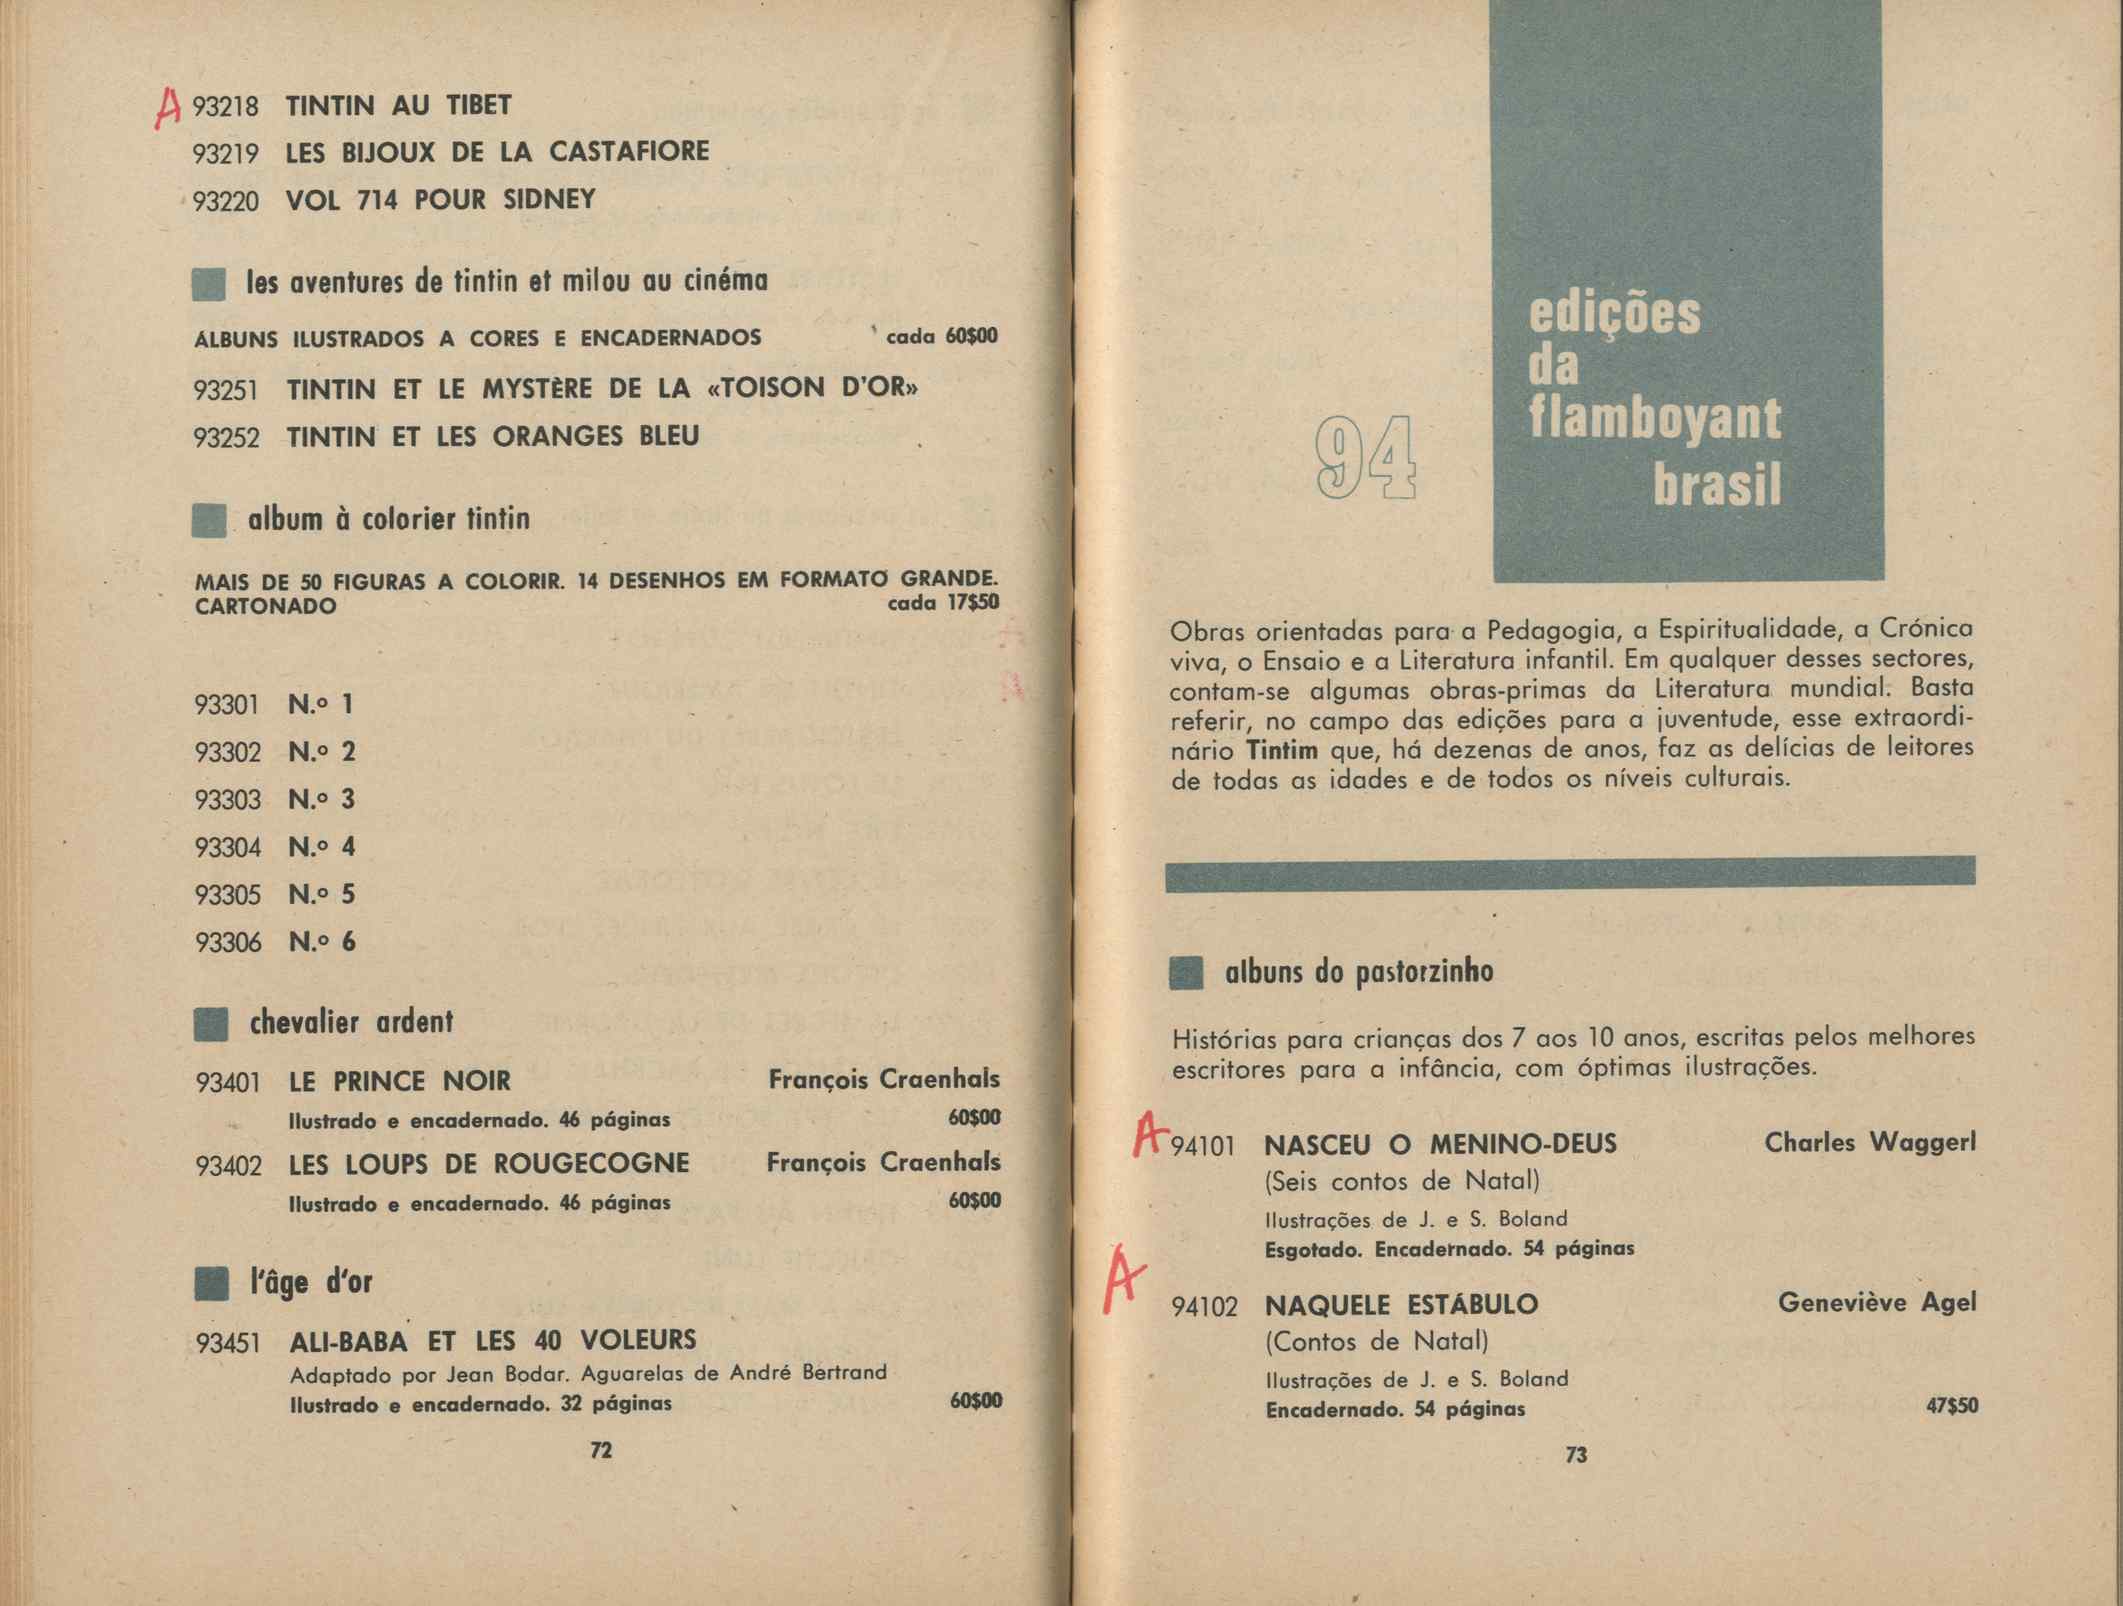 A 93218 TINTIN AU TIBET
93219 LES BIJOUX DE LA CASTAFIORE
93220 VOL 714 POUR SIDNEY
les aventures de tintin et milou au cinéma
ÁLBUNS ILUSTRADOS A CORES E ENCADERNADOS cada 60$00
93251 TINTIN ET LE MYSTÈRE DE LA «TOISON D'OR»
93252 TINTIN ET LES ORANGES BLEU
album à colorier tintin
MAIS DE 50 FIGURAS A COLORIR. 14 DESENHOS EM FORMATO GRANDE.
CARTONADO cada 17$50
93301 N.º 1
93302 N.º 2
93303 N.º 3
93304 N.º 4
93305 N.º 5
93306 N.º 6
chevalier ardent
93401 LE PRINCE NOIR François Craenhals
Ilustrado e encadernado. 46 páginas 60$00
93402 LES LOUPS DE ROUGECOGNE François Craenhals
Ilustrado e encadernado. 46 páginas 60$00
l'âge d'or
93451 ALI-BABA ET LES 40 VOLEURS
Adaptado por Jean Bodar. Aguarelas de André Bertrand
Ilustrado e encadernado. 32 páginas 60$00
72
edições
da
flamboyant
brasil
94
Obras orientadas para a Pedagogia, a Espiritualidade, a Crónica
viva, o Ensaio e a Literatura infantil. Em qualquer desses sectores,
contam-se algumas obras-primas da Literatura mundial. Basta
referir, no campo das edições para a juventude, esse extraordi-
nário Tintim que, há dezenas de anos, faz as delícias de leitores
de todas as idades e de todos os níveis culturais.
albuns do pastorzinho
Histórias para crianças dos 7 aos 10 anos, escritas pelos melhores
escritores para a infância, com óptimas ilustrações.
A 94101 NASCEU O MENINO-DEUS Charles Waggerl
(Seis contos de Natal)
Ilustrações de J. e S. Boland
Esgotado. Encadernado. 54 páginas
A 94102 NAQUELE ESTÁBULO Geneviève Agel
(Contos de Natal)
Ilustrações de J. e S. Boland
Encadernado. 54 páginas 47$50
73